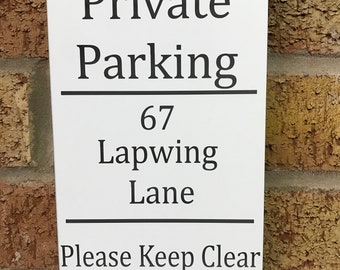 Private
Parking
67
Lapwing
Lane
Please Keep Clear